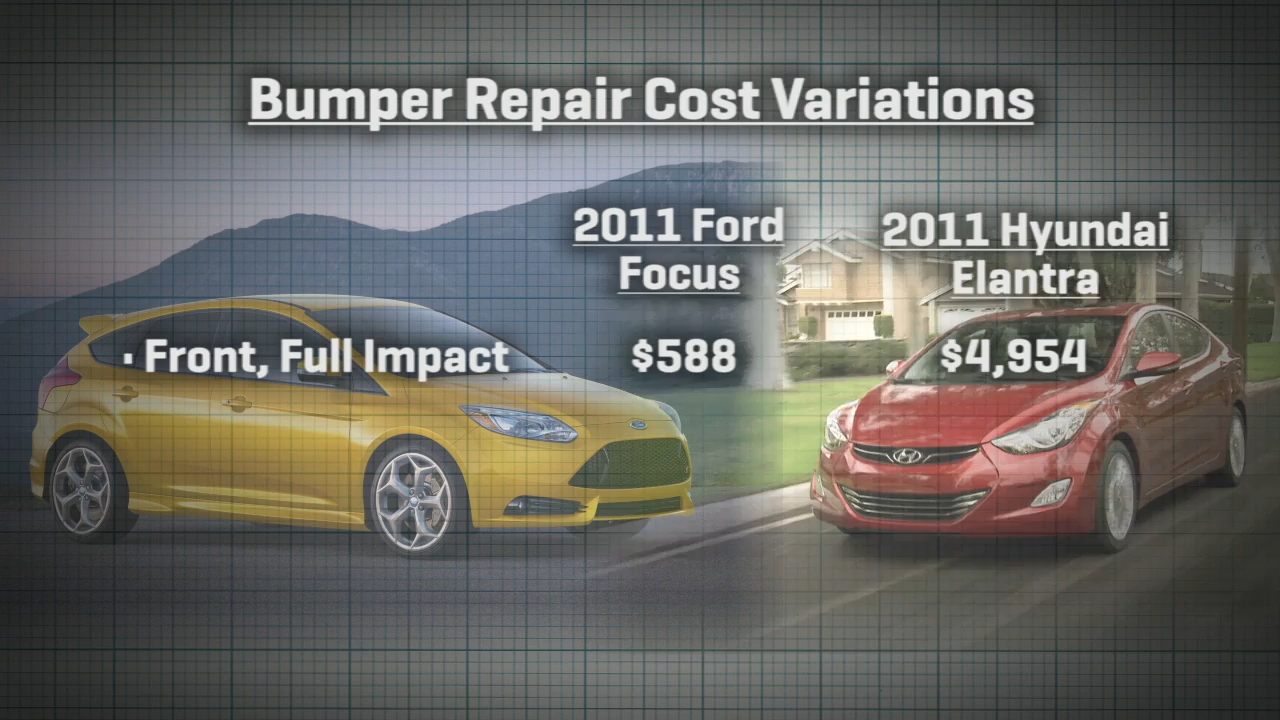 Bumper Repair Cost Variations
2011 Ford
Focus
2011 Hyundai
Elantra
· Front, Full Impact $588 $4,954